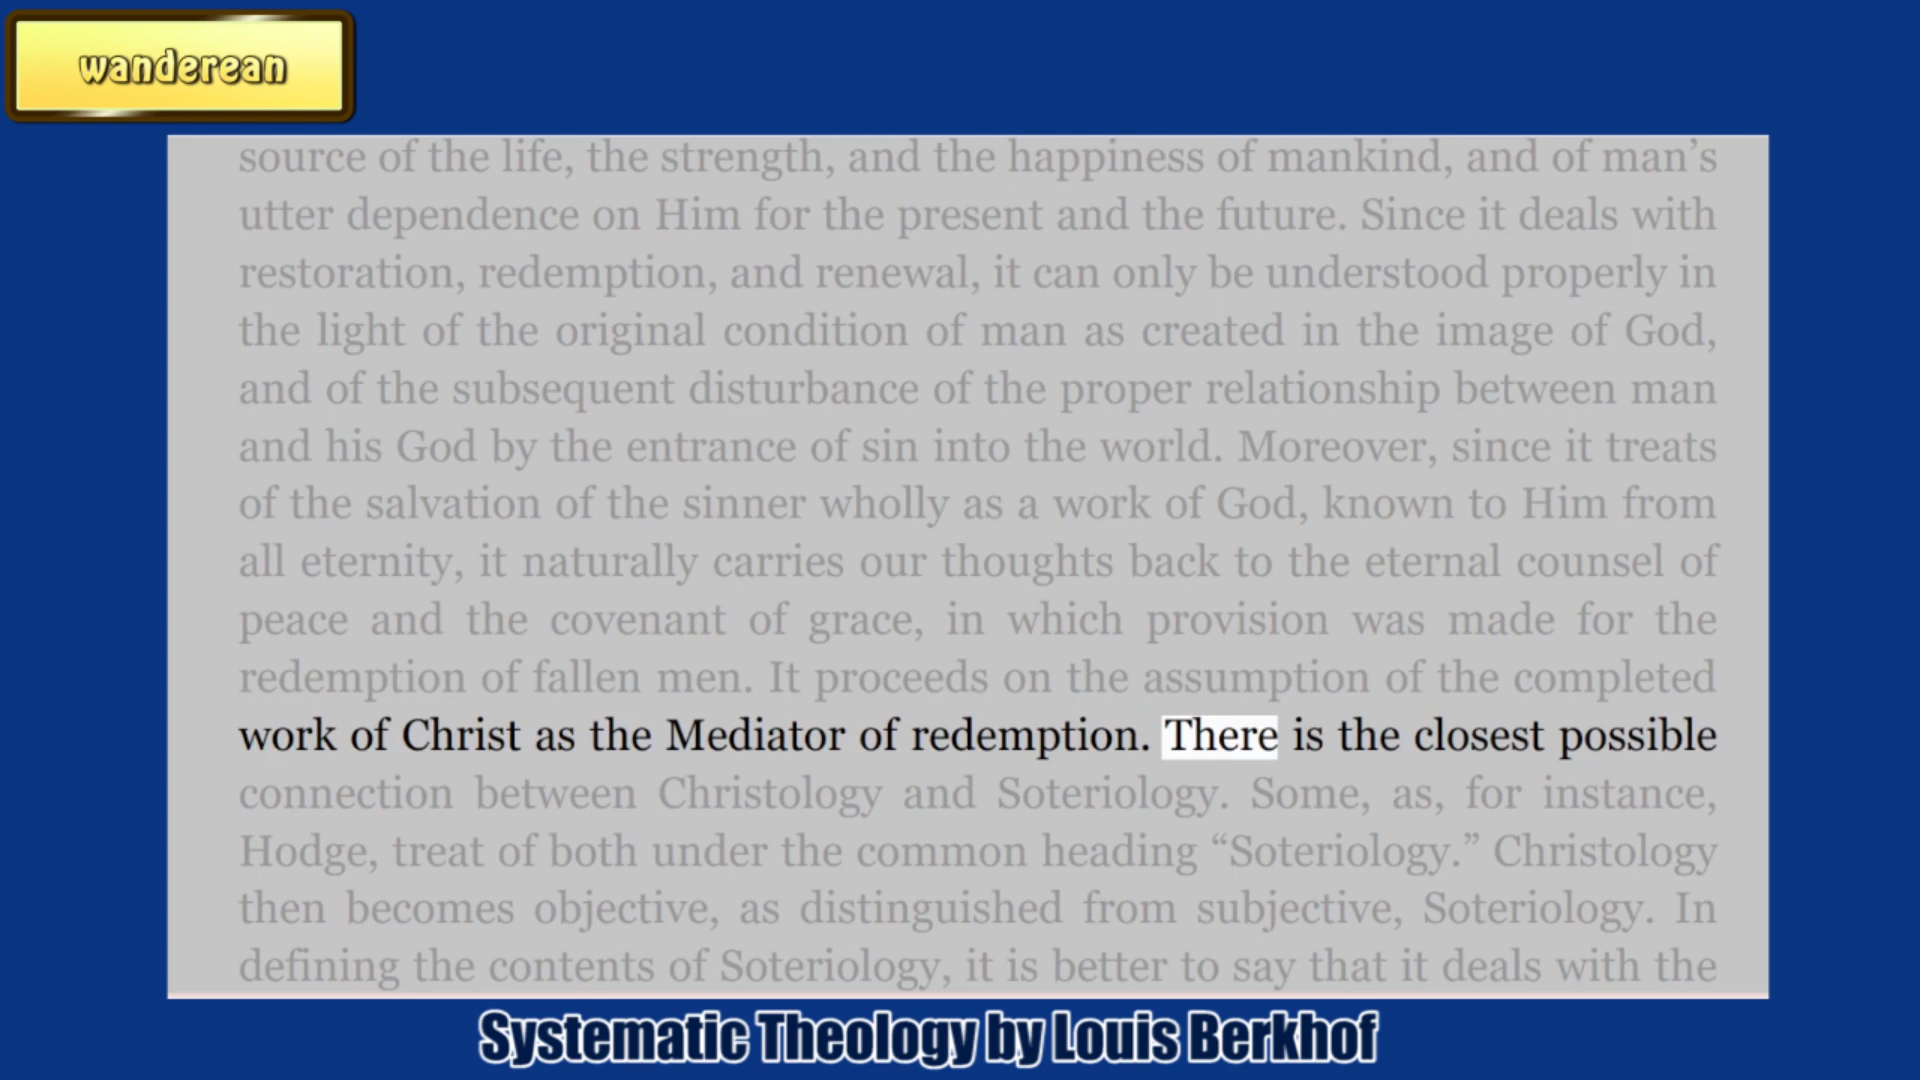 wanderean
source of the life, the strength, and the happiness of mankind, and of man’s
utter dependence on Him for the present and the future. Since it deals with
restoration, redemption, and renewal, it can only be understood properly in
the light of the original condition of man as created in the image of God,
and of the subsequent disturbance of the proper relationship between man
and his God by the entrance of sin into the world. Moreover, since it treats
of the salvation of the sinner wholly as a work of God, known to Him from
all eternity, it naturally carries our thoughts back to the eternal counsel of
peace and the covenant of grace, in which provision was made for the
redemption of fallen men. It proceeds on the assumption of the completed
work of Christ as the Mediator of redemption. There is the closest possible
connection between Christology and Soteriology. Some, as, for instance,
Hodge, treat of both under the common heading “Soteriology.” Christology
then becomes objective, as distinguished from subjective, Soteriology. In
defining the contents of Soteriology, it is better to say that it deals with the
Systematic Theology by Louis Berkhof